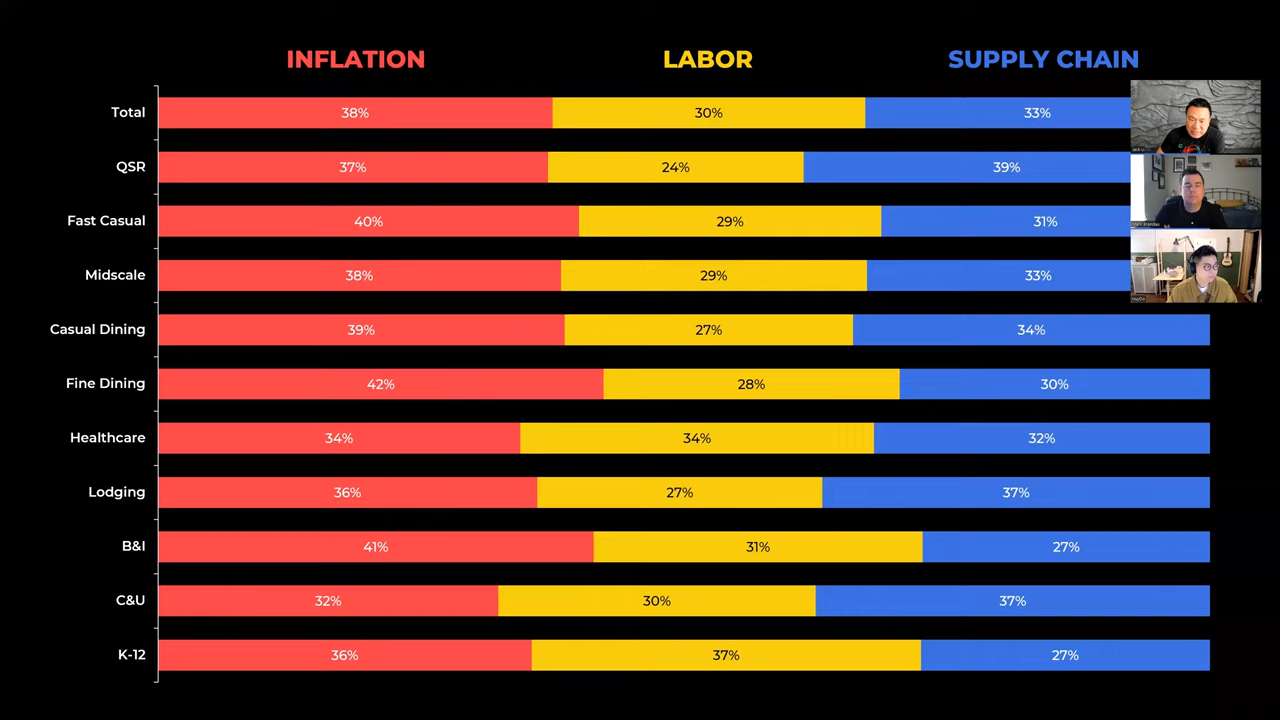 INFLATION LABOR SUPPLY CHAIN
Total 38% 30% 33%
QSR 37% 24% 39%
Fast Casual 40% 29% 31%
Midscale 38% 29% 33%
Casual Dining 39% 27% 34%
Fine Dining 42% 28% 30%
Healthcare 34% 34% 32%
Lodging 36% 27% 37%
B&I 41% 31% 27%
C&U 32% 30% 37%
K-12 36% 37% 27%